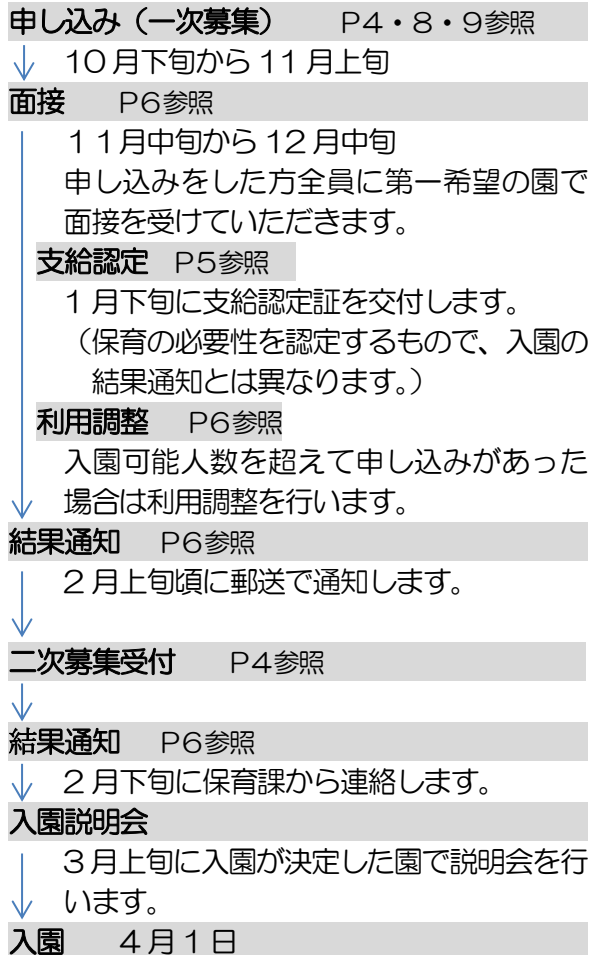 申し込み（一次募集）　　P4・8・9参照
10月下旬から11月上旬
面接　　P6参照
11月中旬から12月中旬
申し込みをした方全員に第一希望の園で
面接を受けていただきます。
支給認定　P5参照
1月下旬に支給認定証を交付します。
（保育の必要性を認定するもので、入園の
結果通知とは異なります。）
利用調整　　P6参照
入園可能人数を超えて申し込みがあった
場合は利用調整を行います。
結果通知　　P6参照
2月上旬頃に郵送で通知します。
二次募集受付　　P4参照
結果通知　　P6参照
2月下旬に保育課から連絡します。
入園説明会
3月上旬に入園が決定した園で説明会を行
います。
入園　　4月1日